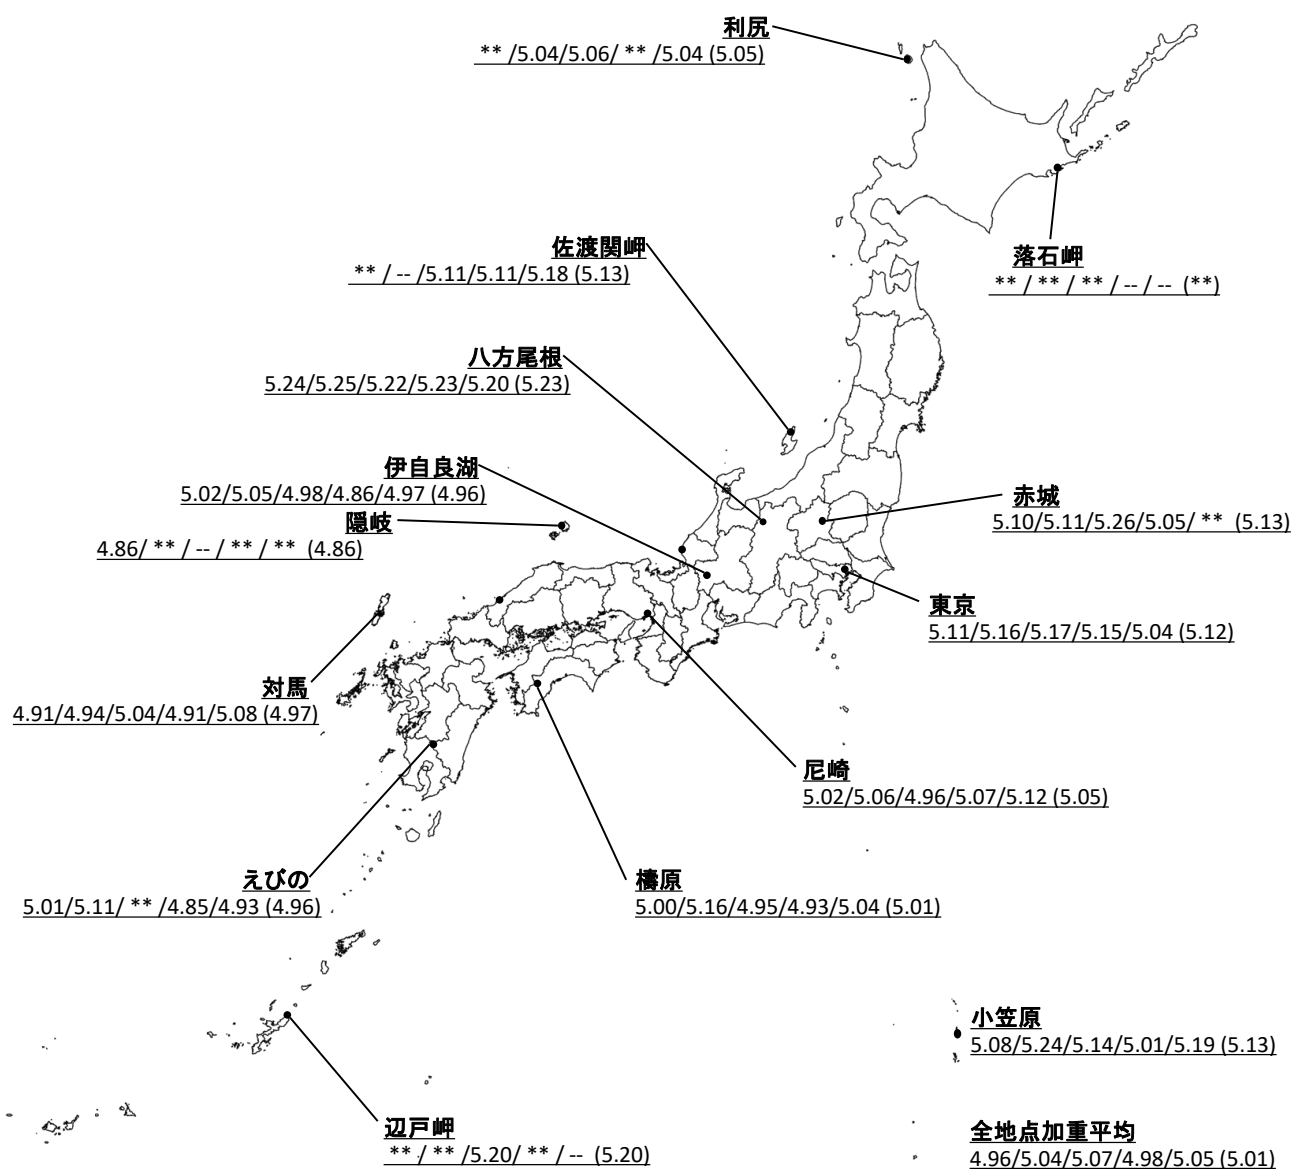 利尻
** /5.04/5.06/ ** /5.04 (5.05)
佐渡関岬
** / -- /5.11/5.11/5.18 (5.13)
落石岬
** / ** / ** / -- / -- (**)
八方尾根
5.24/5.25/5.22/5.23/5.20 (5.23)
伊自良湖
5.02/5.05/4.98/4.86/4.97 (4.96)
赤城
5.10/5.11/5.26/5.05/ ** (5.13)
隠岐
4.86/ ** / -- / ** / ** (4.86)
東京
5.11/5.16/5.17/5.15/5.04 (5.12)
対馬
4.91/4.94/5.04/4.91/5.08 (4.97)
尼崎
5.02/5.06/4.96/5.07/5.12 (5.05)
えびの
5.01/5.11/ ** /4.85/4.93 (4.96)
檮原
5.00/5.16/4.95/4.93/5.04 (5.01)
小笠原
5.08/5.24/5.14/5.01/5.19 (5.13)
辺戸岬
** / ** /5.20/ ** / -- (5.20)
全地点加重平均
4.96/5.04/5.07/4.98/5.05 (5.01)